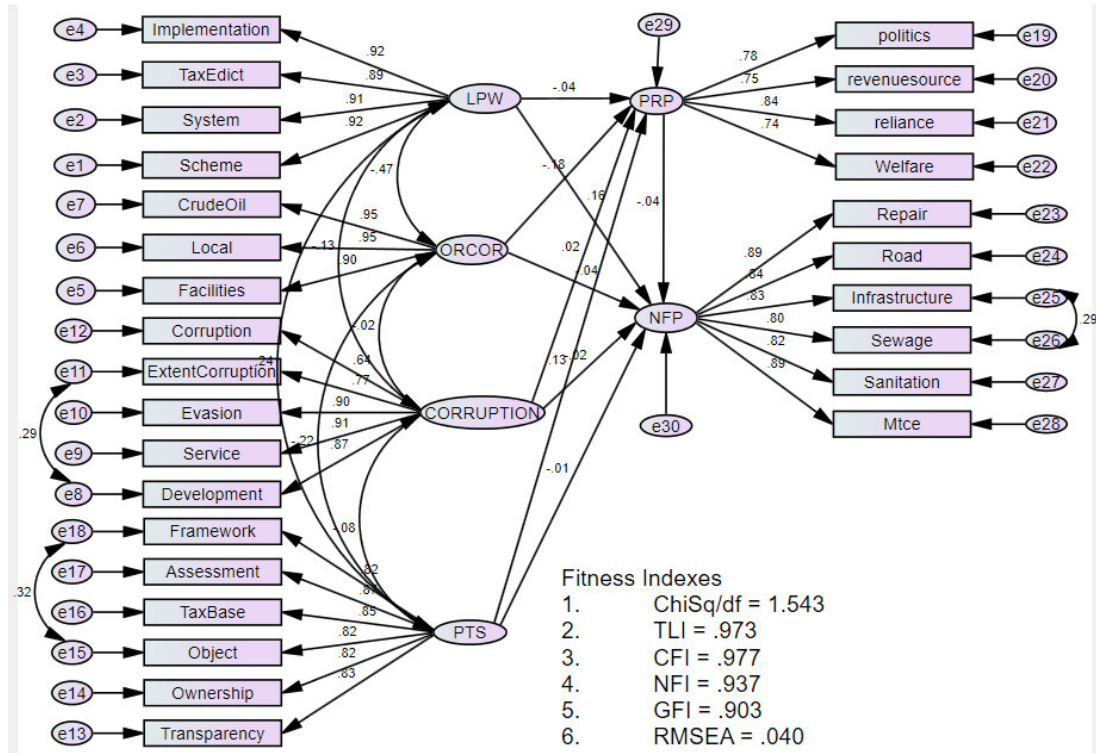 e4 Implementation
.92
e3 TaxEdict
.89
e2 System
.91
e1 Scheme
.92
e7 CrudeOil
.95
e6 Local
.95
e5 Facilities
.90
e12 Corruption
.64
e11 ExtentCorruption
.77
e10 Evasion
.90
e9 Service
.91
e8 Development
.87
.29
e18 Framework
.82
e17 Assessment
.87
e16 TaxBase
.85
e15 Object
.82
e14 Ownership
.82
e13 Transparency
.83
.32
LPW
ORCOR
CORRUPTION
PTS
-.47
-.13
-.02
.24
-.22
-.08
e29
PRP
NFP
e30
-.04
-.18
.16
.02
-.04
-.04
.13
-.02
-.01
.78
politics e19
.75
revenuesource e20
.84
reliance e21
.74
Welfare e22
.89
Repair e23
.84
Road e24
.83
Infrastructure e25
.80
Sewage e26
.82
Sanitation e27
.89
Mtce e28
.29
Fitness Indexes
1. ChiSq/df = 1.543
2. TLI = .973
3. CFI = .977
4. NFI = .937
5. GFI = .903
6. RMSEA = .040